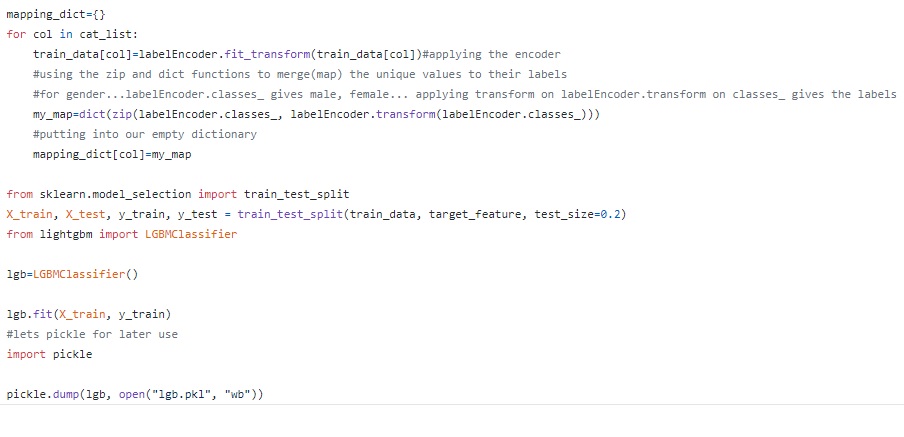 mapping_dict={}
for col in cat_list:
    train_data[col]=labelEncoder.fit_transform(train_data[col])#applying the encoder
    #using the zip and dict functions to merge(map) the unique values to their labels
    #for gender...labelEncoder.classes_ gives male, female... applying transform on labelEncoder.transform on classes_ gives the labels
    my_map=dict(zip(labelEncoder.classes_, labelEncoder.transform(labelEncoder.classes_)))
    #putting into our empty dictionary
    mapping_dict[col]=my_map
from sklearn.model_selection import train_test_split
X_train, X_test, y_train, y_test = train_test_split(train_data, target_feature, test_size=0.2)
from lightgbm import LGBMClassifier
lgb=LGBMClassifier()
lgb.fit(X_train, y_train)
#lets pickle for later use
import pickle
pickle.dump(lgb, open("lgb.pkl", "wb"))